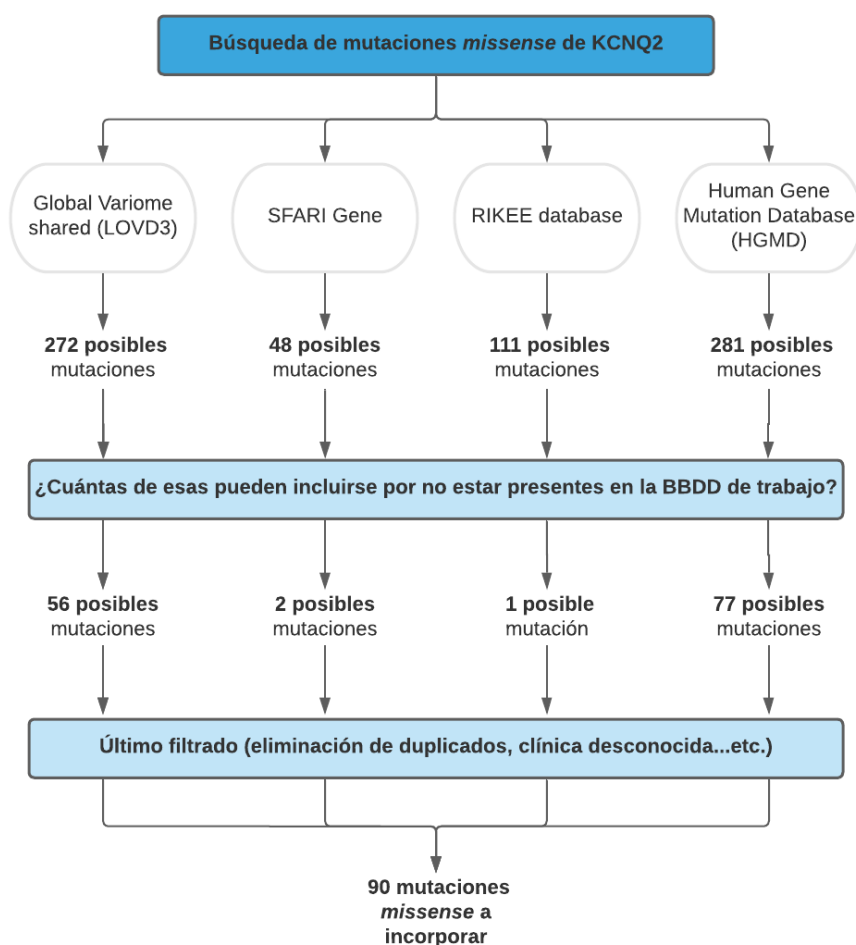 Búsqueda de mutaciones missense de KCNQ2
Global Variome
shared (LOVD3)
SFARI Gene
RIKEE database
Human Gene
Mutation Database
(HGMD)
272 posibles
mutaciones
48 posibles
mutaciones
111 posibles
mutaciones
281 posibles
mutaciones
¿Cuántas de esas pueden incluirse por no estar presentes en la BBDD de trabajo?
56 posibles
mutaciones
2 posibles
mutaciones
1 posible
mutación
77 posibles
mutaciones
Último filtrado (eliminación de duplicados, clínica desconocida...etc.)
90 mutaciones
missense a
incorporar